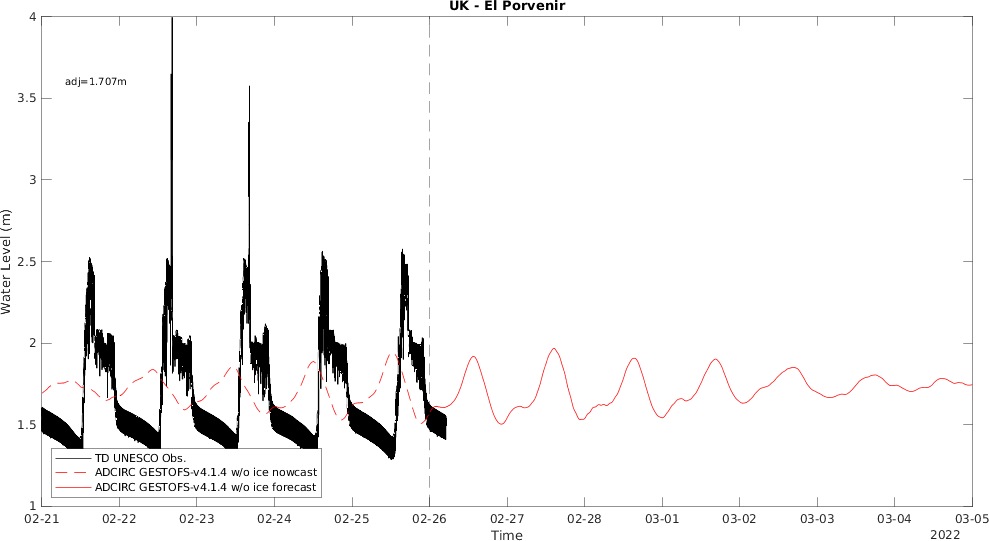 UK - El Porvenir
4
adj=1.707m
3.5
3
2.5
2
1.5
1
Water Level (m)
TD UNESCO Obs.
ADCIRC GESTOFS-v4.1.4 w/o ice nowcast
ADCIRC GESTOFS-v4.1.4 w/o ice forecast
02-21 02-22 02-23 02-24 02-25 02-26 02-27 02-28 03-01 03-02 03-03 03-04 03-05
Time
2022